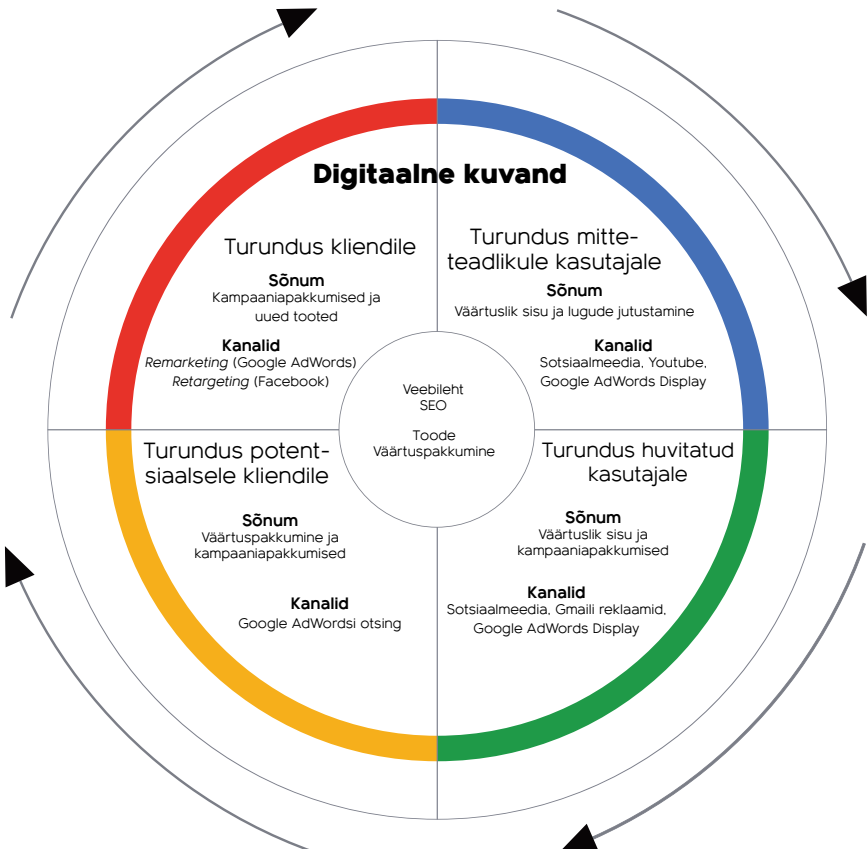 Digitaalne kuvand
Turundus kliendile
Sõnum
Kampaaniapakkumised ja
uued tooted
Kanalid
Remarketing (Google AdWords)
Retargeting (Facebook)
Turundus mitte-
teadlikule kasutajale
Sõnum
Väärtuslik sisu ja lugude jutustamine
Kanalid
Sotsiaalmeedia, Youtube,
Google AdWords Display
Veebileht
SEO
Toode
Väärtuspakkumine
Turundus potent-
siaalsele kliendile
Sõnum
Väärtuspakkumine ja
kampaaniapakkumised
Kanalid
Google AdWordsi otsing
Turundus huvitatud
kasutajale
Sõnum
Väärtuslik sisu ja
kampaaniapakkumised
Kanalid
Sotsiaalmeedia, Gmaili reklaamid,
Google AdWords Display